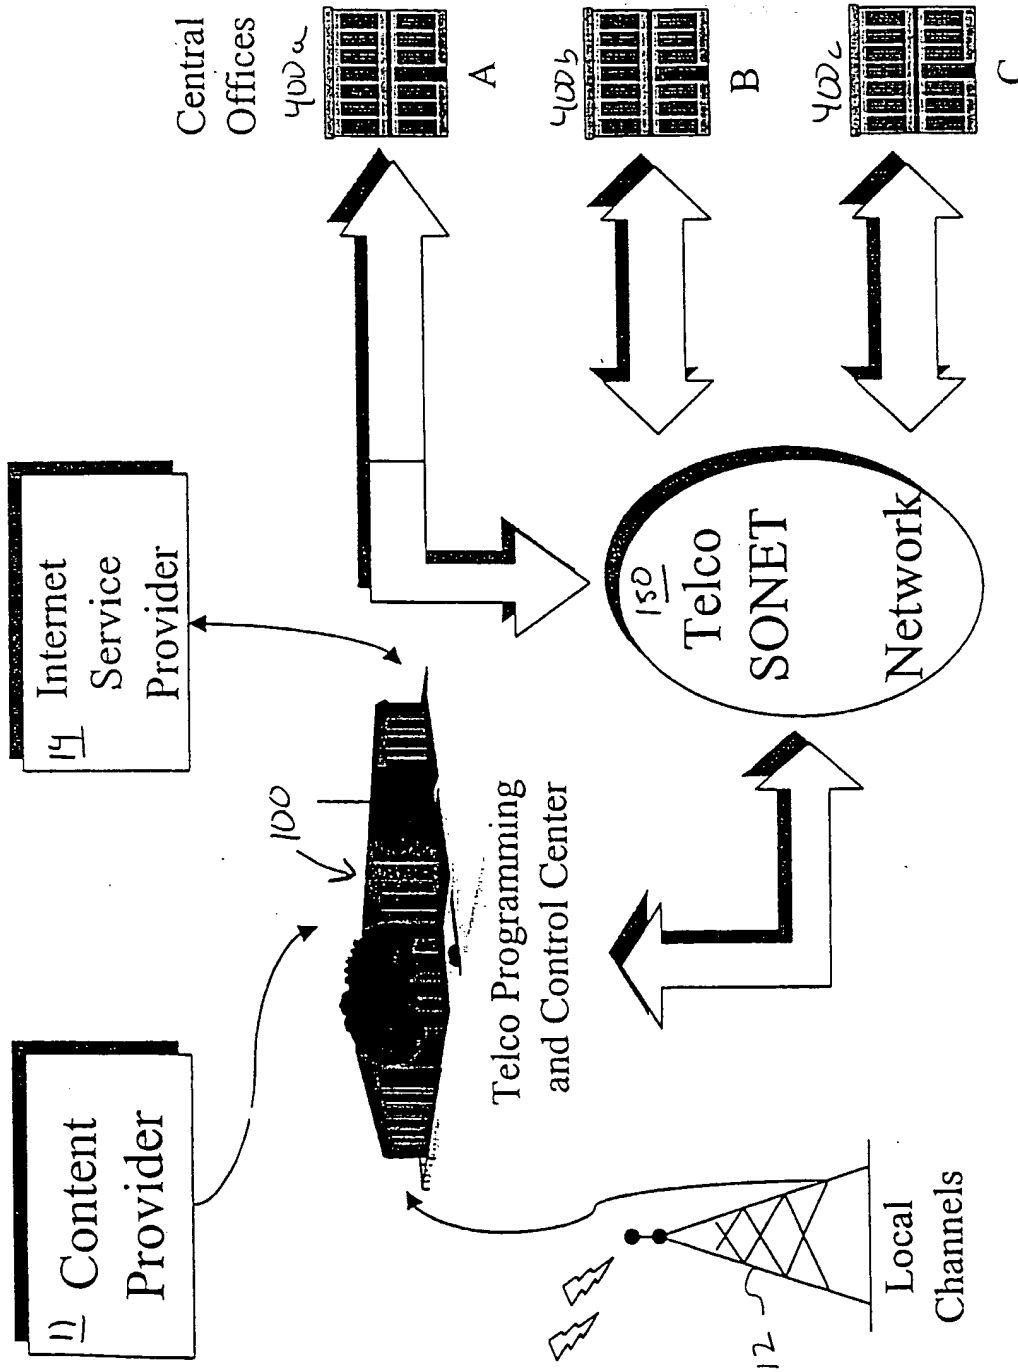 11 Content
Provider
14 Internet
Service
Provider
Central
Offices
400a
A
400b
B
400c
C
100
Telco Programming
and Control Center
150
Telco
SONET
Network
12
Local
Channels